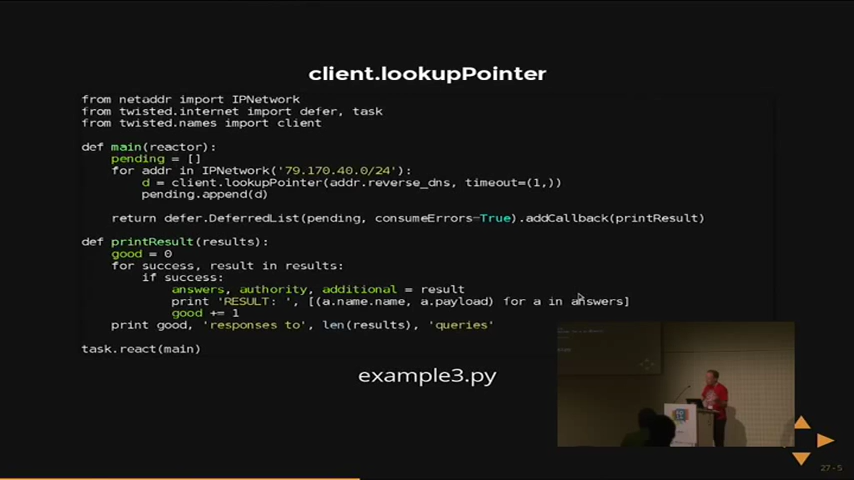 client.lookupPointer
from netaddr import IPNetwork
from twisted.internet import defer, task
from twisted.names import client
def main(reactor):
    pending = []
    for addr in IPNetwork('79.170.40.0/24'):
        d = client.lookupPointer(addr.reverse_dns, timeout=(1,))
        pending.append(d)
    return defer.DeferredList(pending, consumeErrors=True).addCallback(printResult)
def printResult(results):
    good = 0
    for success, result in results:
        if success:
            answers, authority, additional = result
            print 'RESULT: ', [(a.name.name, a.payload) for a in answers]
            good += 1
    print good, 'responses to', len(results), 'queries'
task.react(main)
example3.py
27 - 5